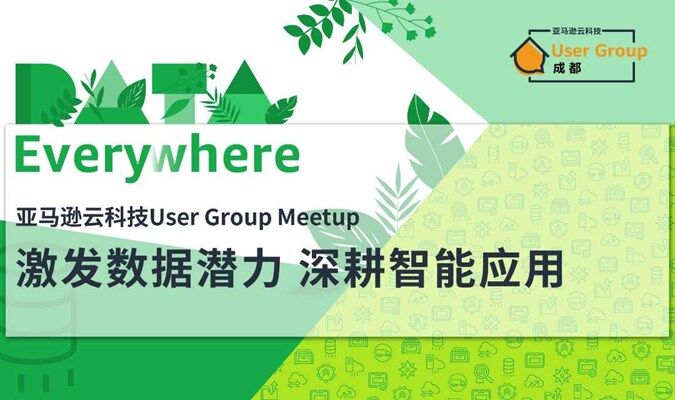 亚马逊云科技
User Group
成都
DATA
Everywhere
亚马逊云科技User Group Meetup
激发数据潜力 深耕智能应用